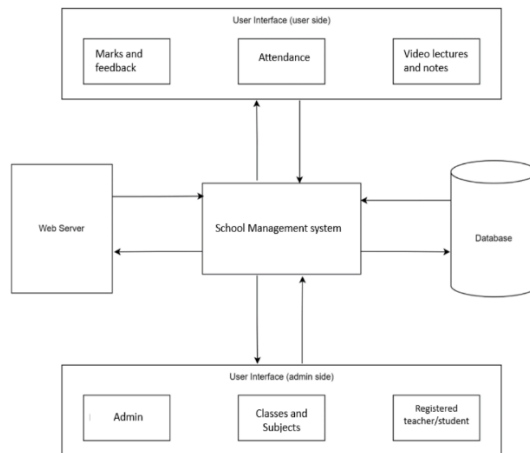 User Interface (user side)
Marks and
feedback
Attendance
Video lectures
and notes
Web Server
School Management system
Database
User Interface (admin side)
Admin
Classes and
Subjects
Registered
teacher/student